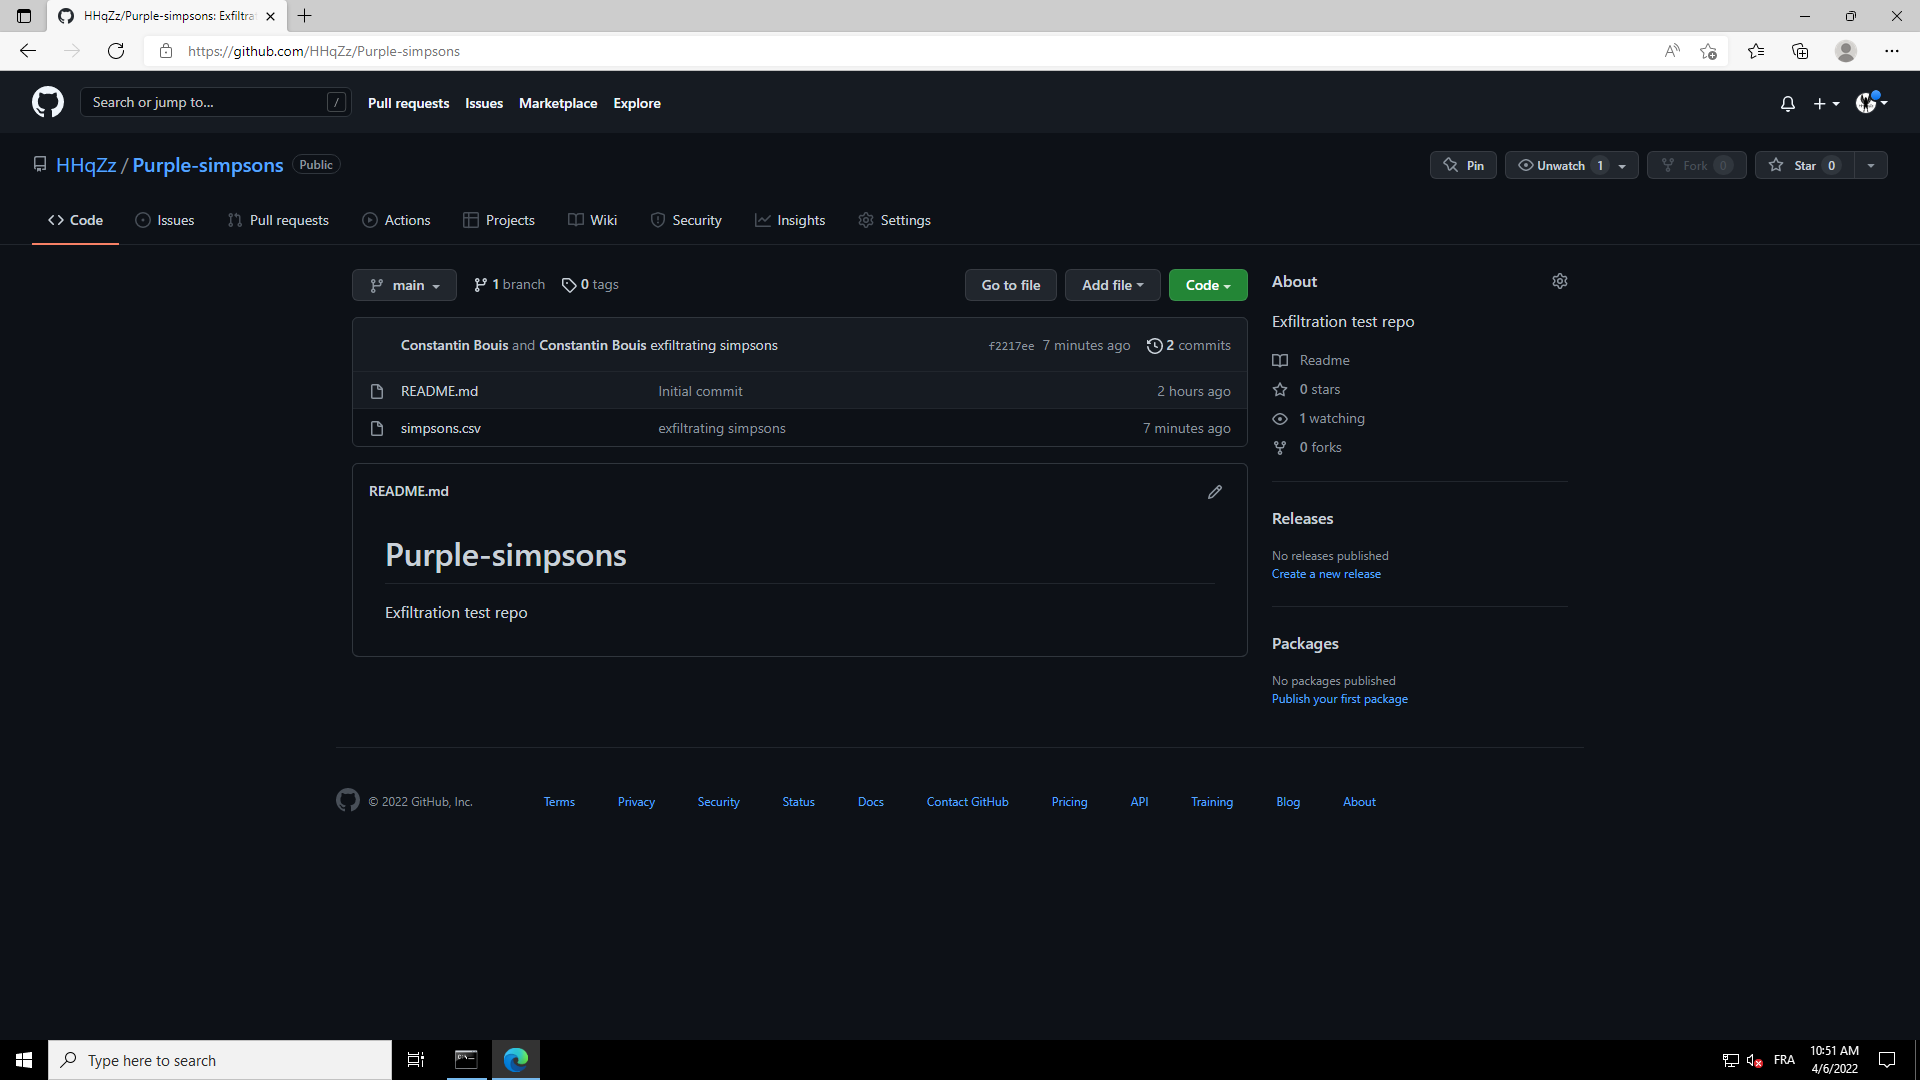 HHqZz/Purple-simpsons: Exfiltra
https://github.com/HHqZz/Purple-simpsons
Search or jump to... /
Pull requests Issues Marketplace Explore
HHqZz / Purple-simpsons Public
Pin Unwatch 1 Fork 0 Star 0
Code Issues Pull requests Actions Projects Wiki Security Insights Settings
main 1 branch 0 tags Go to file Add file Code
About
Exfiltration test repo
Constantin Bouis and Constantin Bouis exfiltrating simpsons f2217ee 7 minutes ago 2 commits
README.md Initial commit 2 hours ago
simpsons.csv exfiltrating simpsons 7 minutes ago
Readme
0 stars
1 watching
0 forks
README.md
Purple-simpsons
Exfiltration test repo
Releases
No releases published
Create a new release
Packages
No packages published
Publish your first package
© 2022 GitHub, Inc. Terms Privacy Security Status Docs Contact GitHub Pricing API Training Blog About
Type here to search
FRA
10:51 AM
4/6/2022